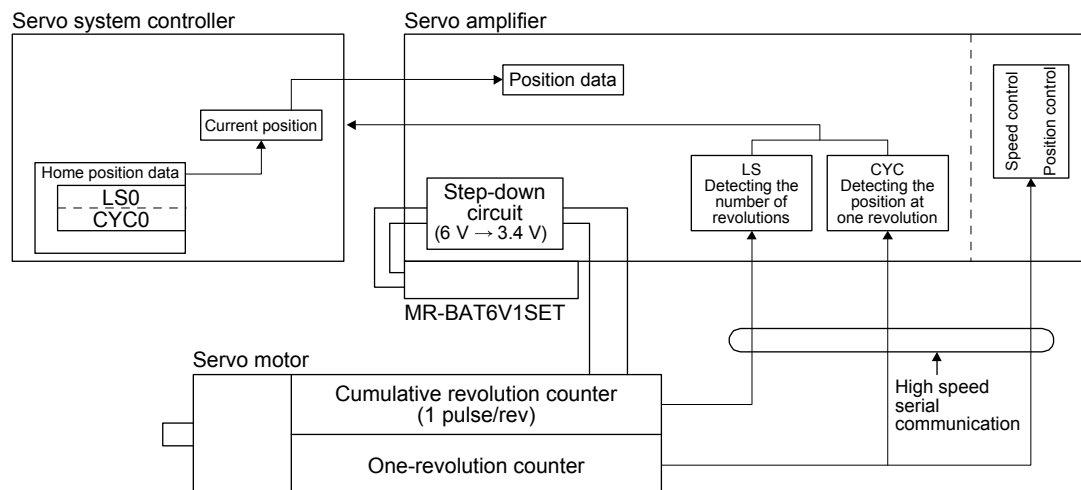 Servo system controller
Servo amplifier
Position data
Current position
Speed control
Position control
Home position data
LS0
CYC0
LS
Detecting the
number of
revolutions
CYC
Detecting the
position at
one revolution
Step-down
circuit
(6 V → 3.4 V)
MR-BAT6V1SET
Servo motor
Cumulative revolution counter
(1 pulse/rev)
One-revolution counter
High speed
serial
communication